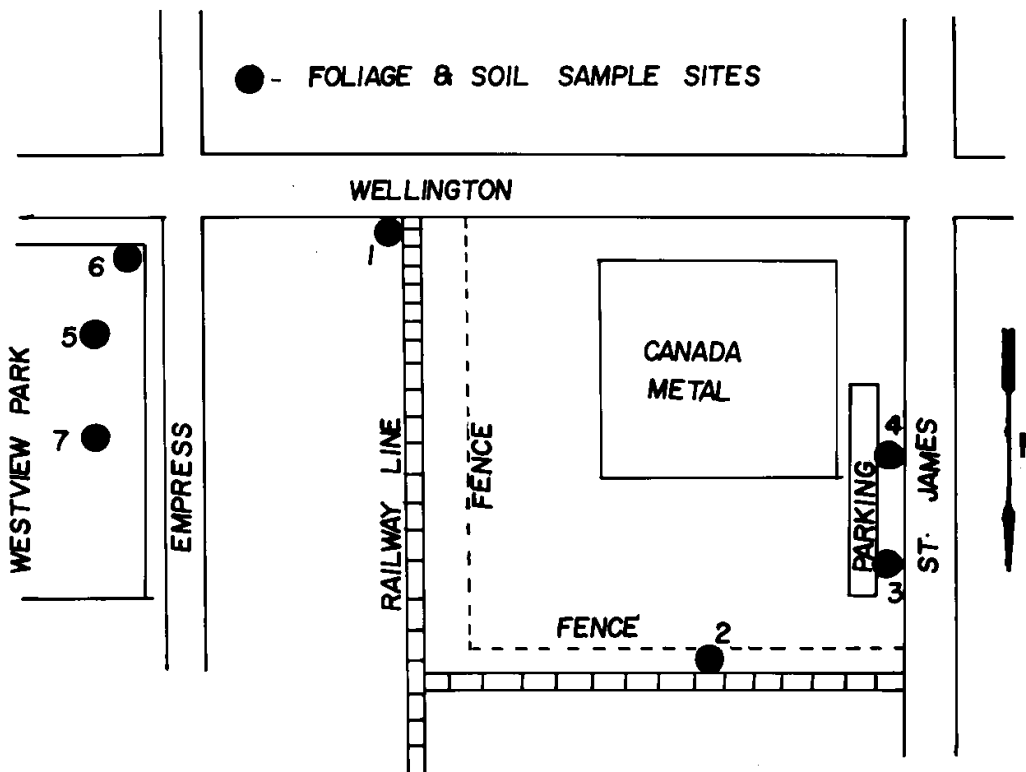 - FOLIAGE & SOIL SAMPLE SITES
WELLINGTON
1
6
5
7
WESTVIEW PARK
EMPRESS
RAILWAY LINE
FENCE
CANADA
METAL
4
PARKING
ST. JAMES
3
FENCE
2